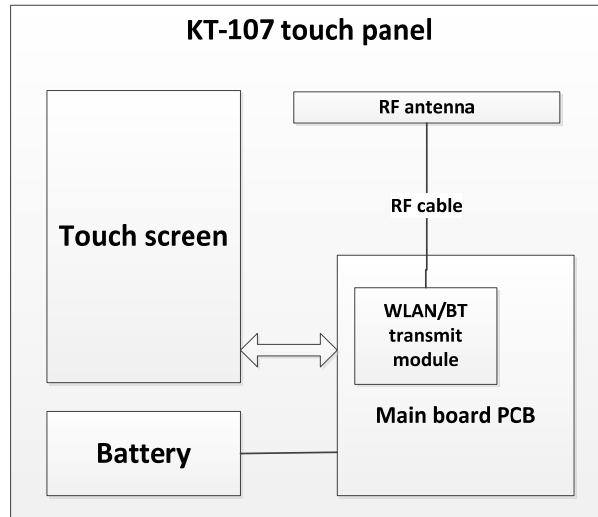 KT-107 touch panel
RF antenna
RF cable
Touch screen
WLAN/BT
transmit
module
Main board PCB
Battery